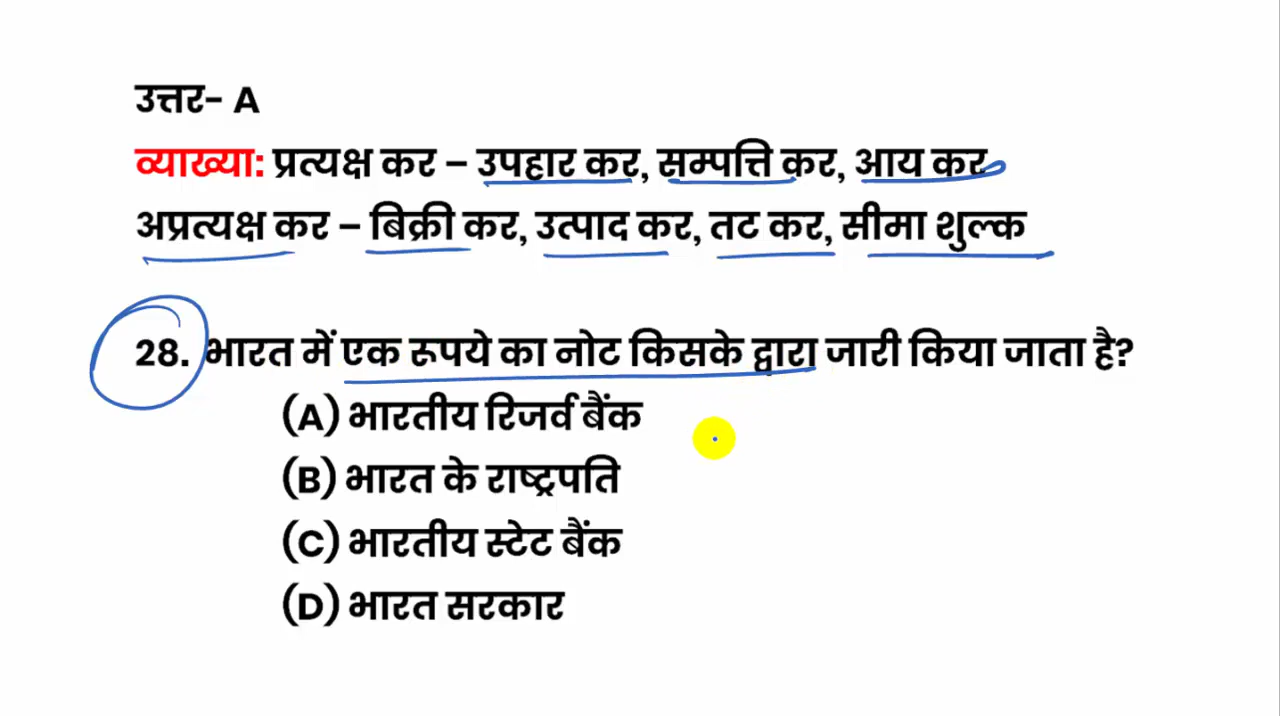 उत्तर- A
व्याख्या: प्रत्यक्ष कर – उपहार कर, सम्पत्ति कर, आय कर
अप्रत्यक्ष कर – बिक्री कर, उत्पाद कर, तट कर, सीमा शुल्क
28. भारत में एक रूपये का नोट किसके द्वारा जारी किया जाता है?
(A) भारतीय रिजर्व बैंक
(B) भारत के राष्ट्रपति
(C) भारतीय स्टेट बैंक
(D) भारत सरकार